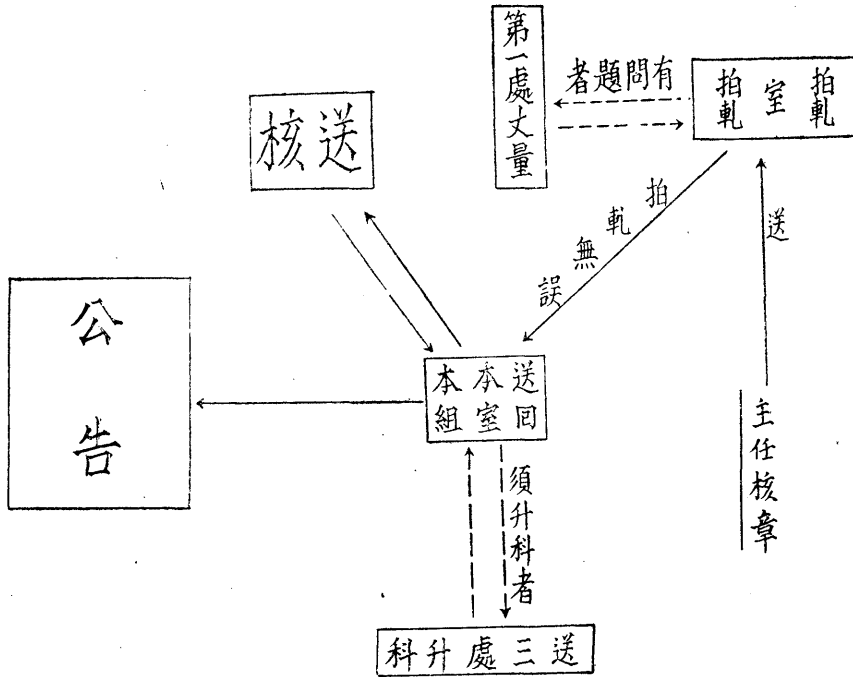 主任核章
送
拍軋
室
拍軋
有問題者
第一處丈量
拍軋無誤
送回
本室
本組
須升科者
送三處升科
送核
公告